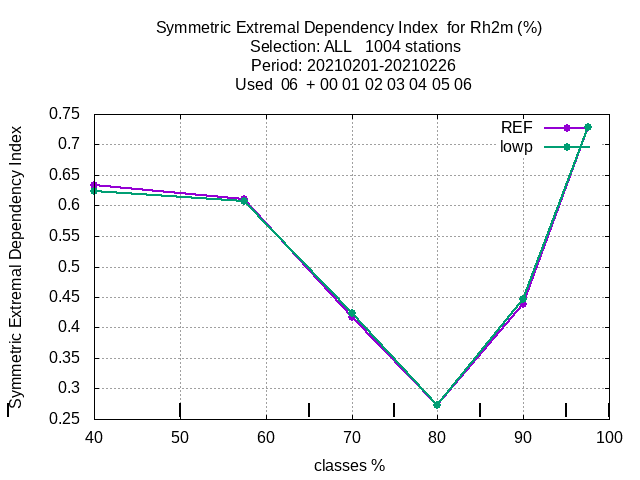 Symmetric Extremal Dependency Index  for Rh2m (%)
Selection: ALL   1004 stations
Period: 20210201-20210226
Used  06  + 00 01 02 03 04 05 06
Symmetric Extremal Dependency Index
0.75
0.7
0.65
0.6
0.55
0.5
0.45
0.4
0.35
0.3
0.25
REF
lowp
40 50 60 70 80 90 100
classes %